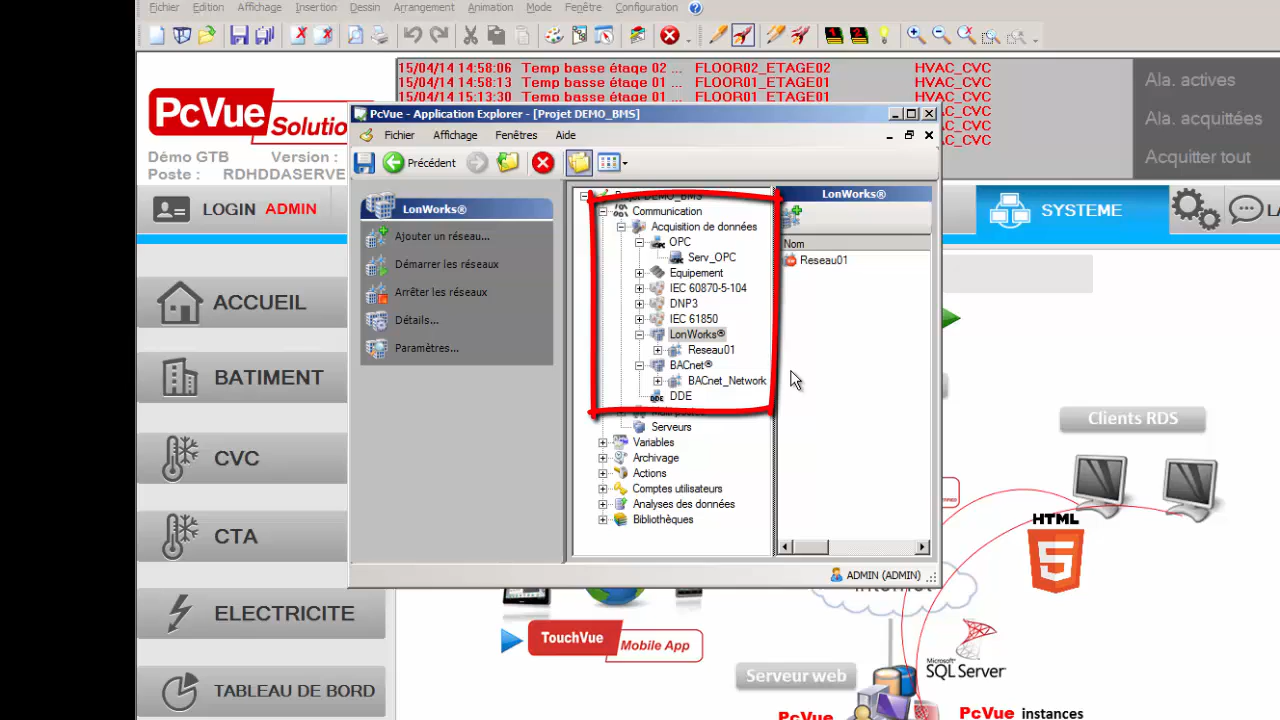 Affichage Edition Affichage Insertion Dessin Arrangement Animation Mode Fenêtre Configuration
15/04/14 14:58:06 Temp basse étage 02 ... FLOOR02_ETAGE02 HVAC_CVC
15/04/14 14:58:13 Temp basse étage 01 ... FLOOR01_ETAGE01 HVAC_CVC
15/04/14 15:13:30 Temp basse étage 01 ... FLOOR01_ETAGE01 HVAC_CVC
HVAC_CVC
HVAC_CVC
Ala. actives
Ala. acquittées
Acquitter tout
PcVue Solutio
Démo GTB Version :
Poste : RDHDDASERVE
LOGIN ADMIN
SYSTEME
LA
ACCUEIL
BATIMENT
CVC
CTA
ELECTRICITE
TABLEAU DE BORD
PcVue - Application Explorer - [Projet DEMO_BMS]
Fichier Affichage Fenêtres Aide
Précédent
LonWorks®
Ajouter un réseau...
Démarrer les réseaux
Arrêter les réseaux
Détails...
Paramètres...
Projet DEMO_BMS
Communication
Acquisition de données
OPC
Serv_OPC
Equipement
IEC 60870-5-104
DNP3
IEC 61850
LonWorks®
Reseau01
BACnet®
BACnet_Network
DDE
Serveurs
Variables
Archivage
Actions
Comptes utilisateurs
Analyses des données
Bibliothèques
LonWorks®
Nom
Reseau01
ADMIN (ADMIN)
Clients RDS
HTML
5
Internet
TouchVue Mobile App
Microsoft
SQL Server
Serveur web
PcVue
PcVue instances